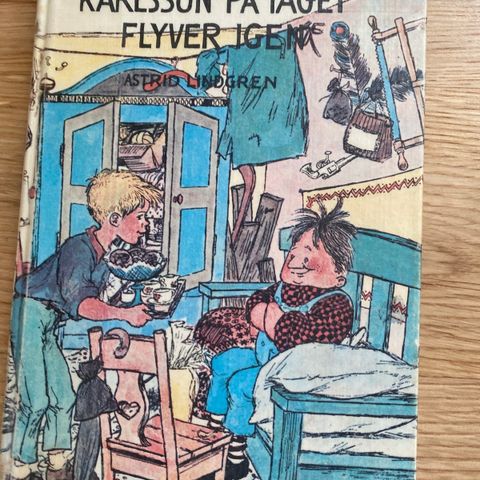 KARLSSON PÅ TAGET
FLYVER IGEN
ASTRID LINDGREN